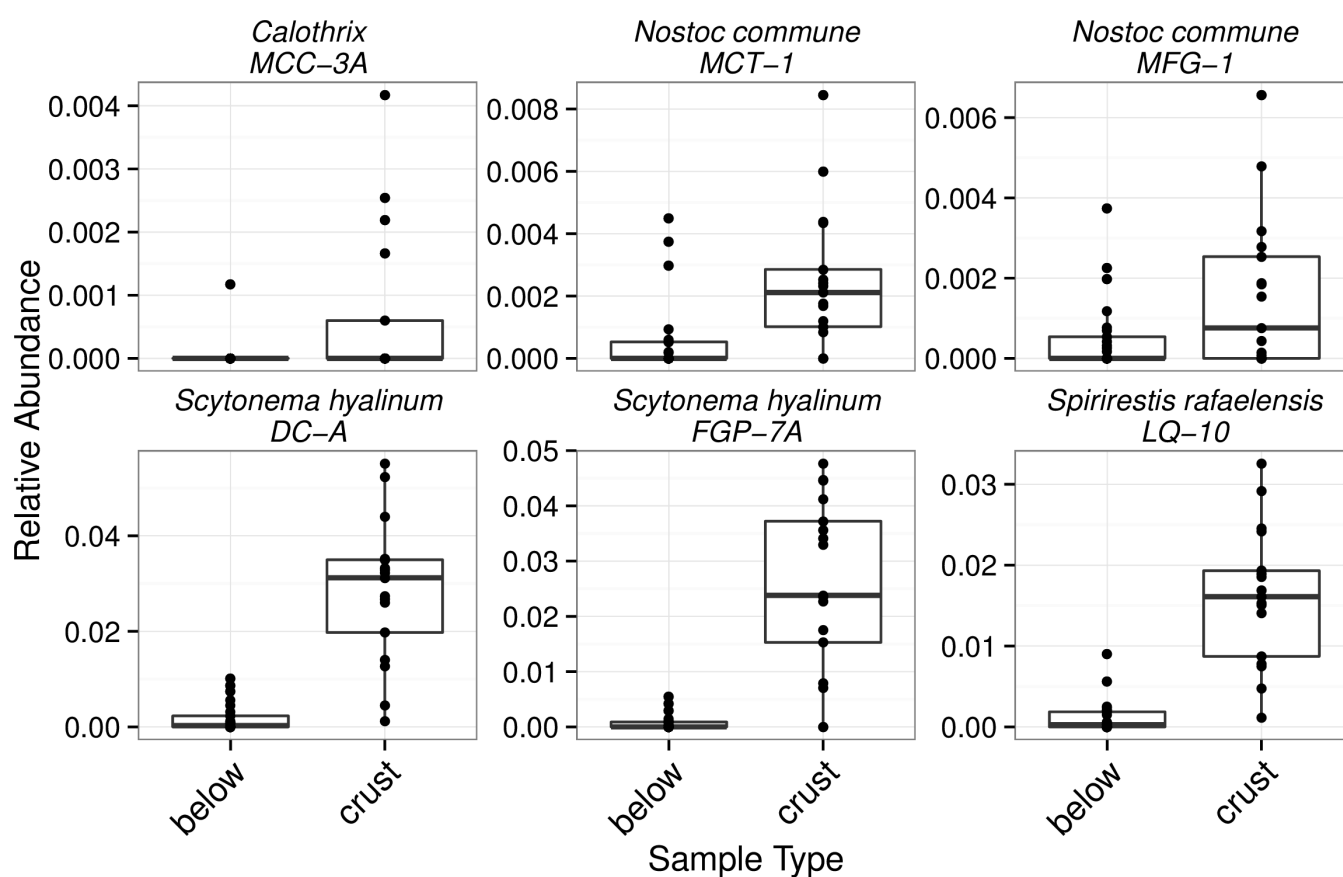 Calothrix
MCC−3A
Nostoc commune
MCT−1
Nostoc commune
MFG−1
0.004
0.003
0.002
0.001
0.000
0.008
0.006
0.004
0.002
0.000
0.006
0.004
0.002
0.000
Relative Abundance
Scytonema hyalinum
DC−A
Scytonema hyalinum
FGP−7A
Spirirestis rafaelensis
LQ−10
0.04
0.02
0.00
0.05
0.04
0.03
0.02
0.01
0.00
0.03
0.02
0.01
0.00
below
crust
below
crust
below
crust
Sample Type